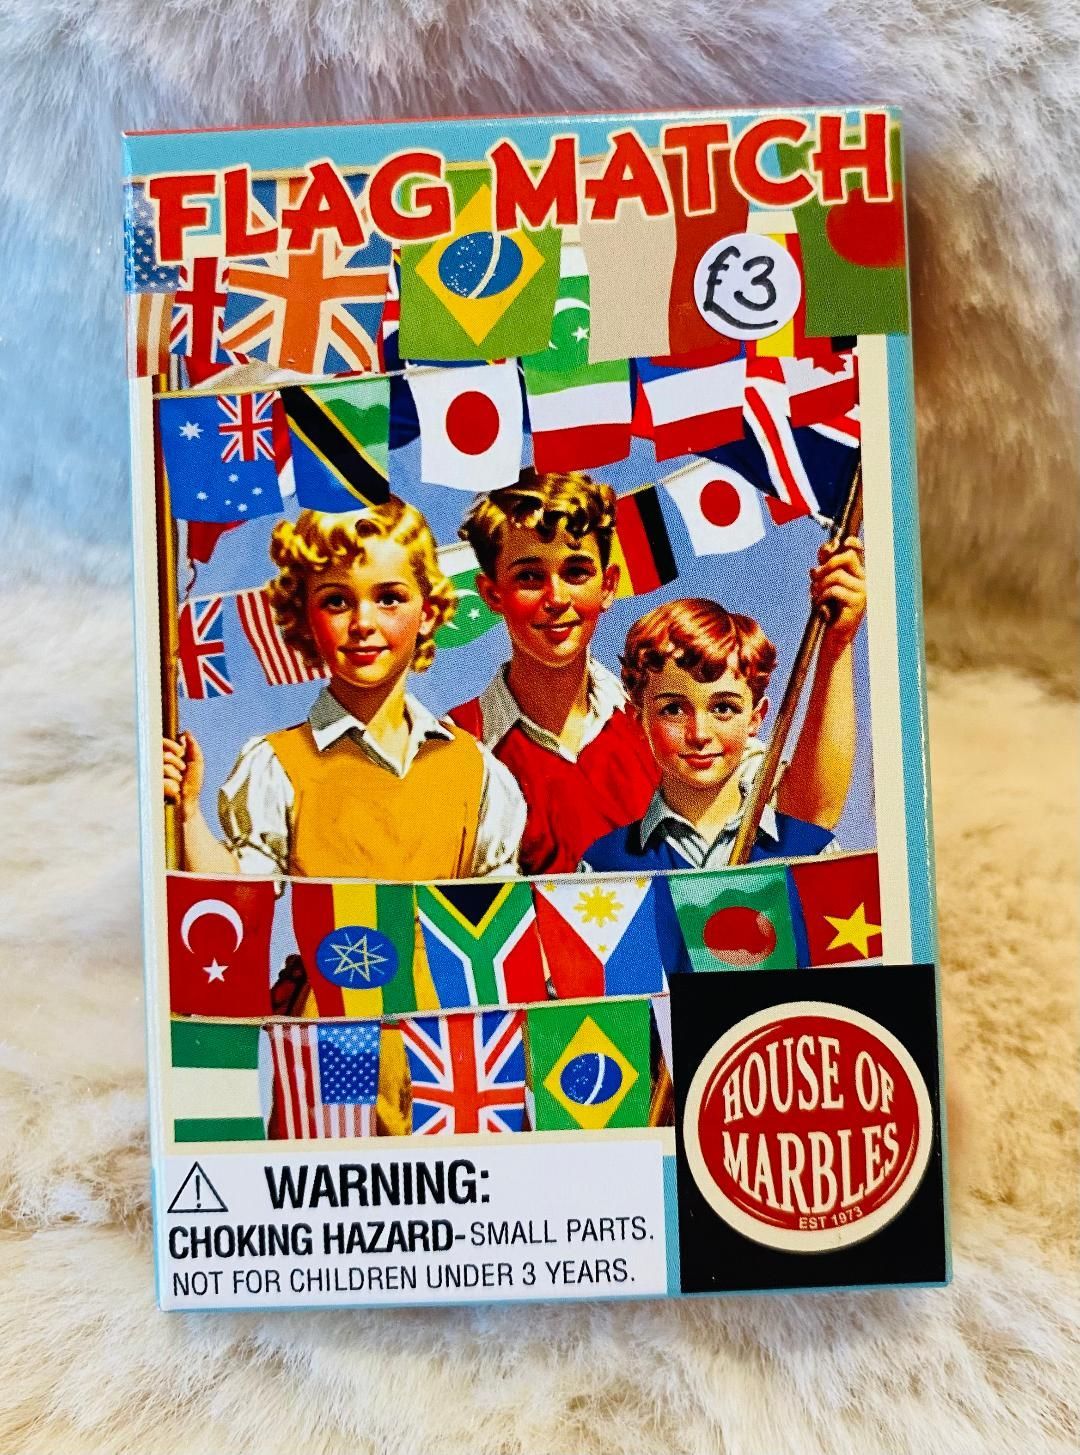 FLAG MATCH
£3
HOUSE OF
MARBLES
EST 1973
WARNING:
CHOKING HAZARD-SMALL PARTS.
NOT FOR CHILDREN UNDER 3 YEARS.